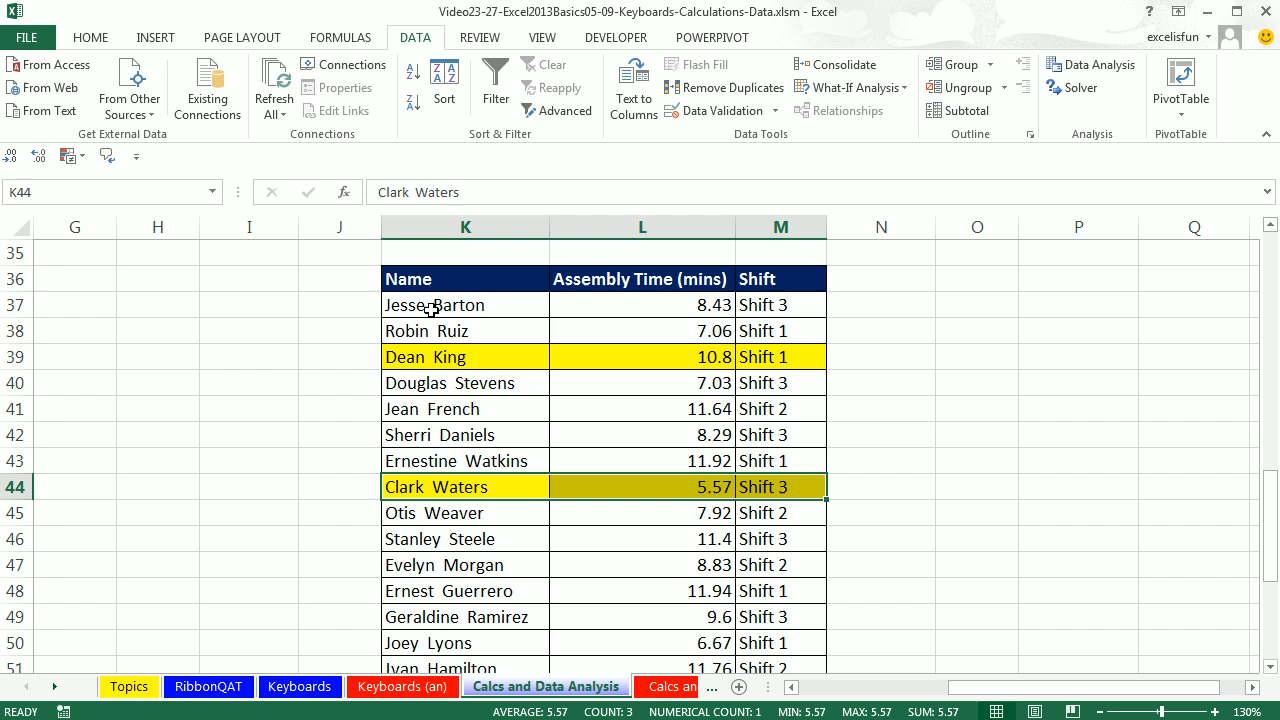 Video23-27-Excel2013Basics05-09-Keyboards-Calculations-Data.xlsm - Excel
FILE HOME INSERT PAGE LAYOUT FORMULAS DATA REVIEW VIEW DEVELOPER POWERPIVOT excelisfun
From Access
From Web
From Text
From Other Sources
Existing Connections
Get External Data
Refresh All
Connections
Properties
Edit Links
Connections
Sort
Filter
Clear
Reapply
Advanced
Sort & Filter
Text to Columns
Flash Fill
Remove Duplicates
Data Validation
Consolidate
What-If Analysis
Relationships
Data Tools
Group
Ungroup
Subtotal
Outline
Data Analysis
Solver
Analysis
PivotTable
PivotTable
K44 fx Clark Waters
G H I J K L M N O P Q
35
36 Name Assembly Time (mins) Shift
37 Jesse Barton 8.43 Shift 3
38 Robin Ruiz 7.06 Shift 1
39 Dean King 10.8 Shift 1
40 Douglas Stevens 7.03 Shift 3
41 Jean French 11.64 Shift 2
42 Sherri Daniels 8.29 Shift 3
43 Ernestine Watkins 11.92 Shift 1
44 Clark Waters 5.57 Shift 3
45 Otis Weaver 7.92 Shift 2
46 Stanley Steele 11.4 Shift 3
47 Evelyn Morgan 8.83 Shift 2
48 Ernest Guerrero 11.94 Shift 1
49 Geraldine Ramirez 9.6 Shift 3
50 Joey Lyons 6.67 Shift 1
51 Ivan Hamilton 11.76 Shift 2
Topics RibbonQAT Keyboards Keyboards (an) Calcs and Data Analysis Calcs an ...
READY AVERAGE: 5.57 COUNT: 3 NUMERICAL COUNT: 1 MIN: 5.57 MAX: 5.57 SUM: 5.57 130%